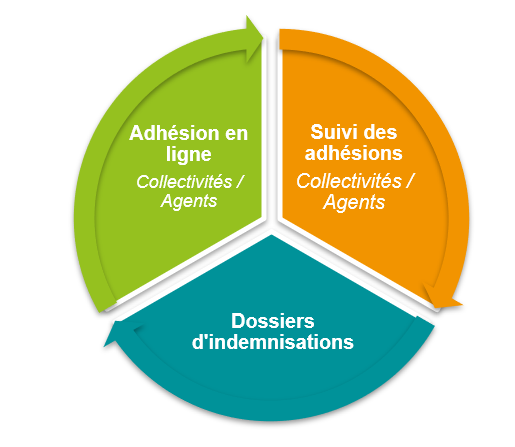 Adhésion en
ligne
Collectivités /
Agents
Suivi des
adhésions
Collectivités /
Agents
Dossiers
d'indemnisations